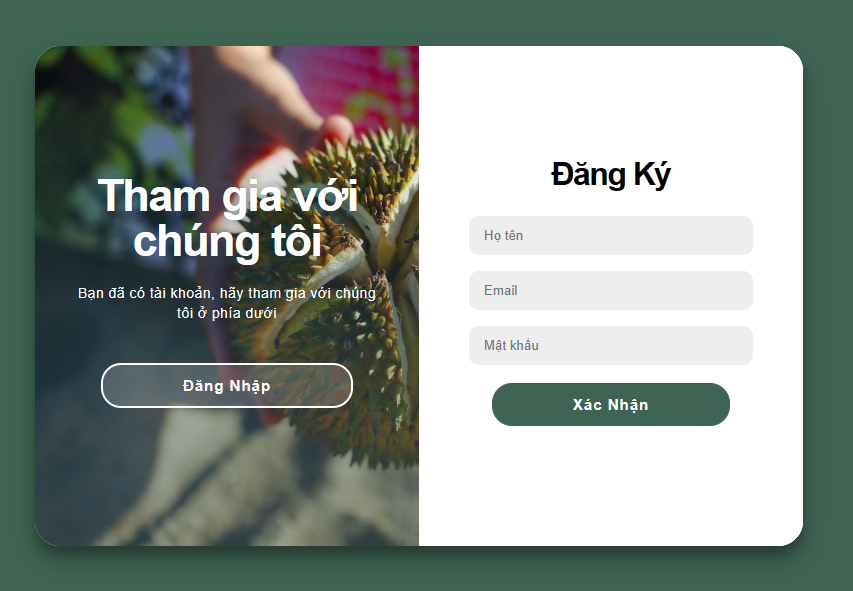 Tham gia với
chúng tôi
Bạn đã có tài khoản, hãy tham gia với chúng
tôi ở phía dưới
Đăng Nhập
Đăng Ký
Họ tên
Email
Mật khẩu
Xác Nhận